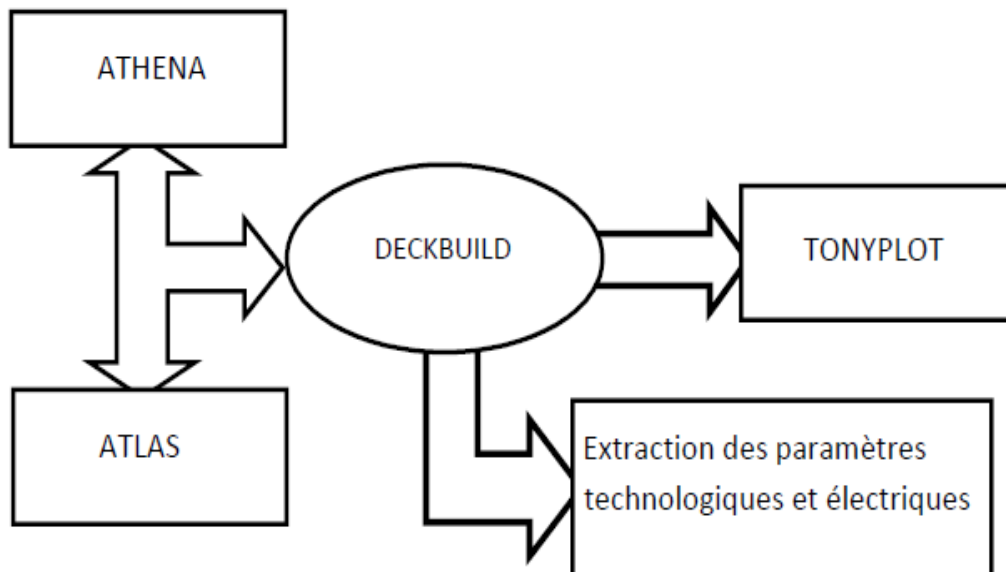 ATHENA
DECKBUILD
TONYPLOT
ATLAS
Extraction des paramètres
technologiques et électriques